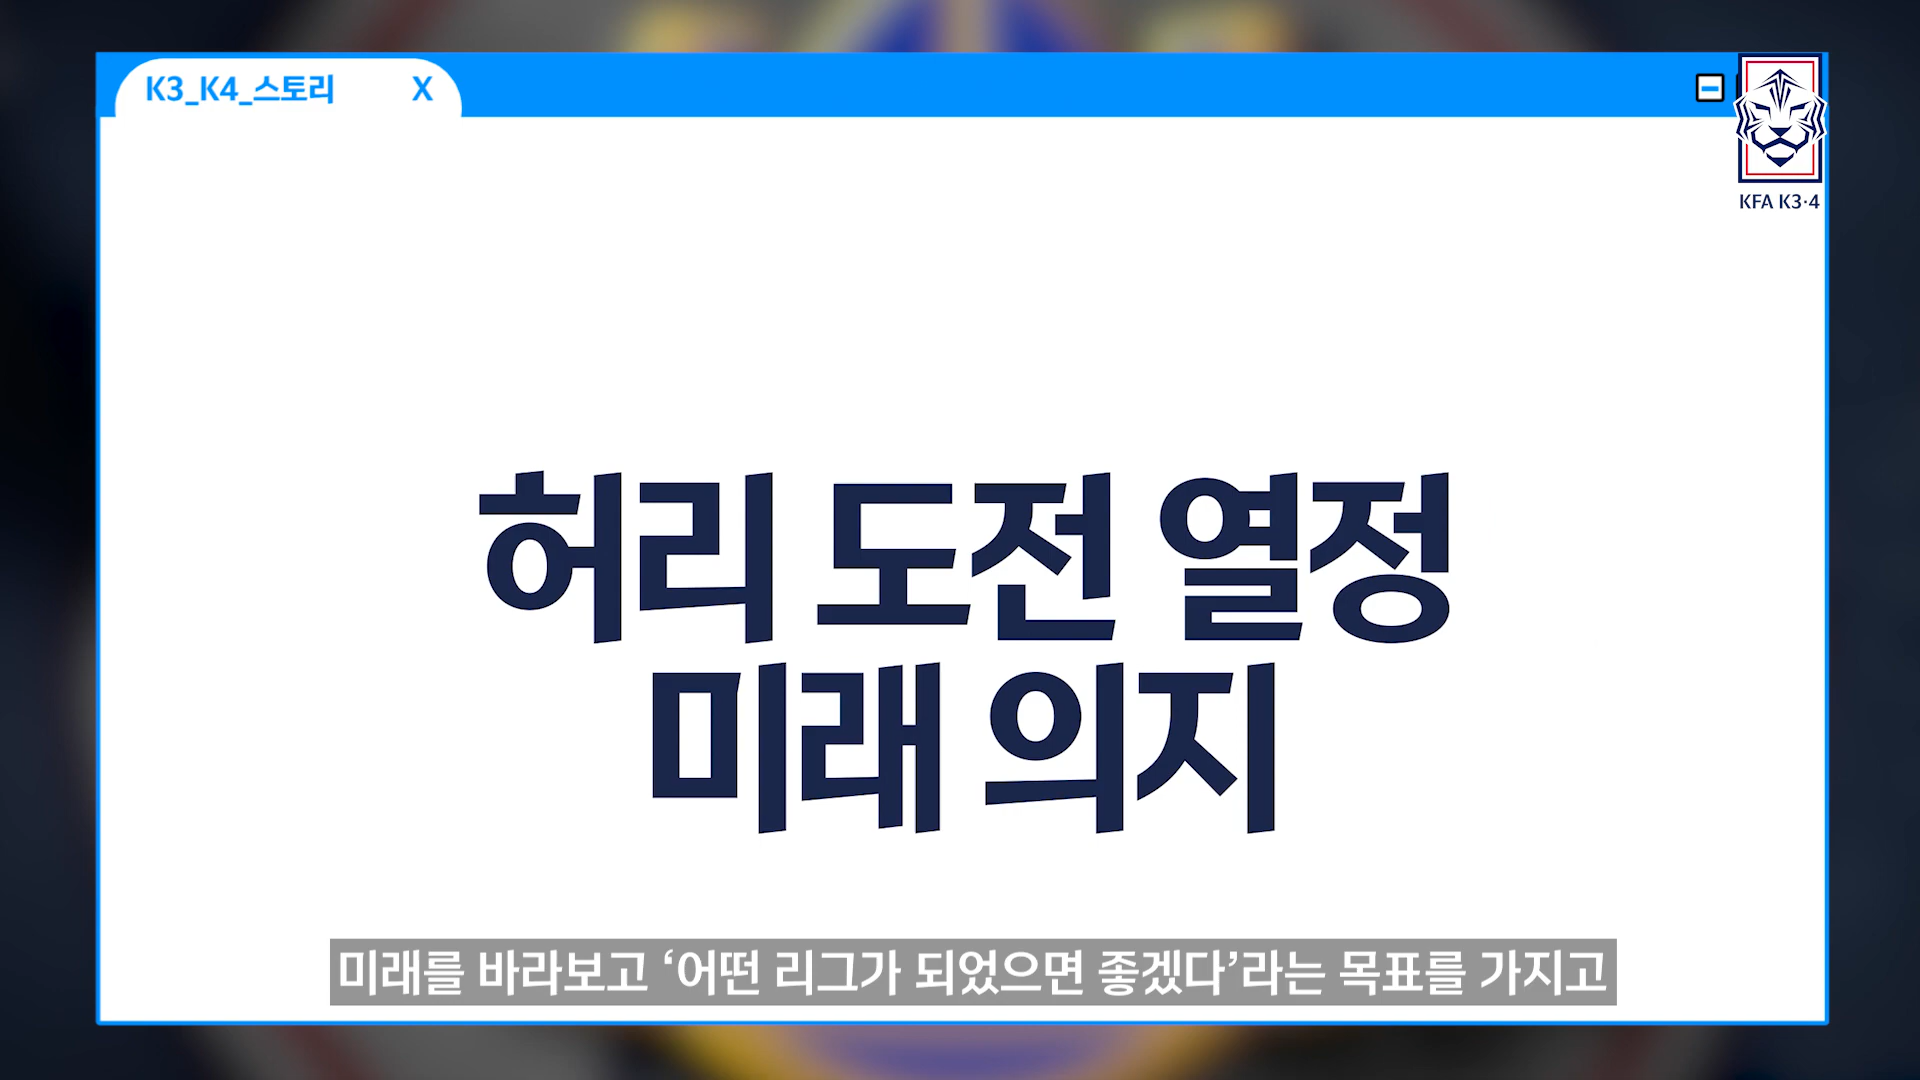 K3_K4_스토리 X
KFA K3·4
허리 도전 열정
미래 의지
미래를 바라보고 ‘어떤 리그가 되었으면 좋겠다’라는 목표를 가지고